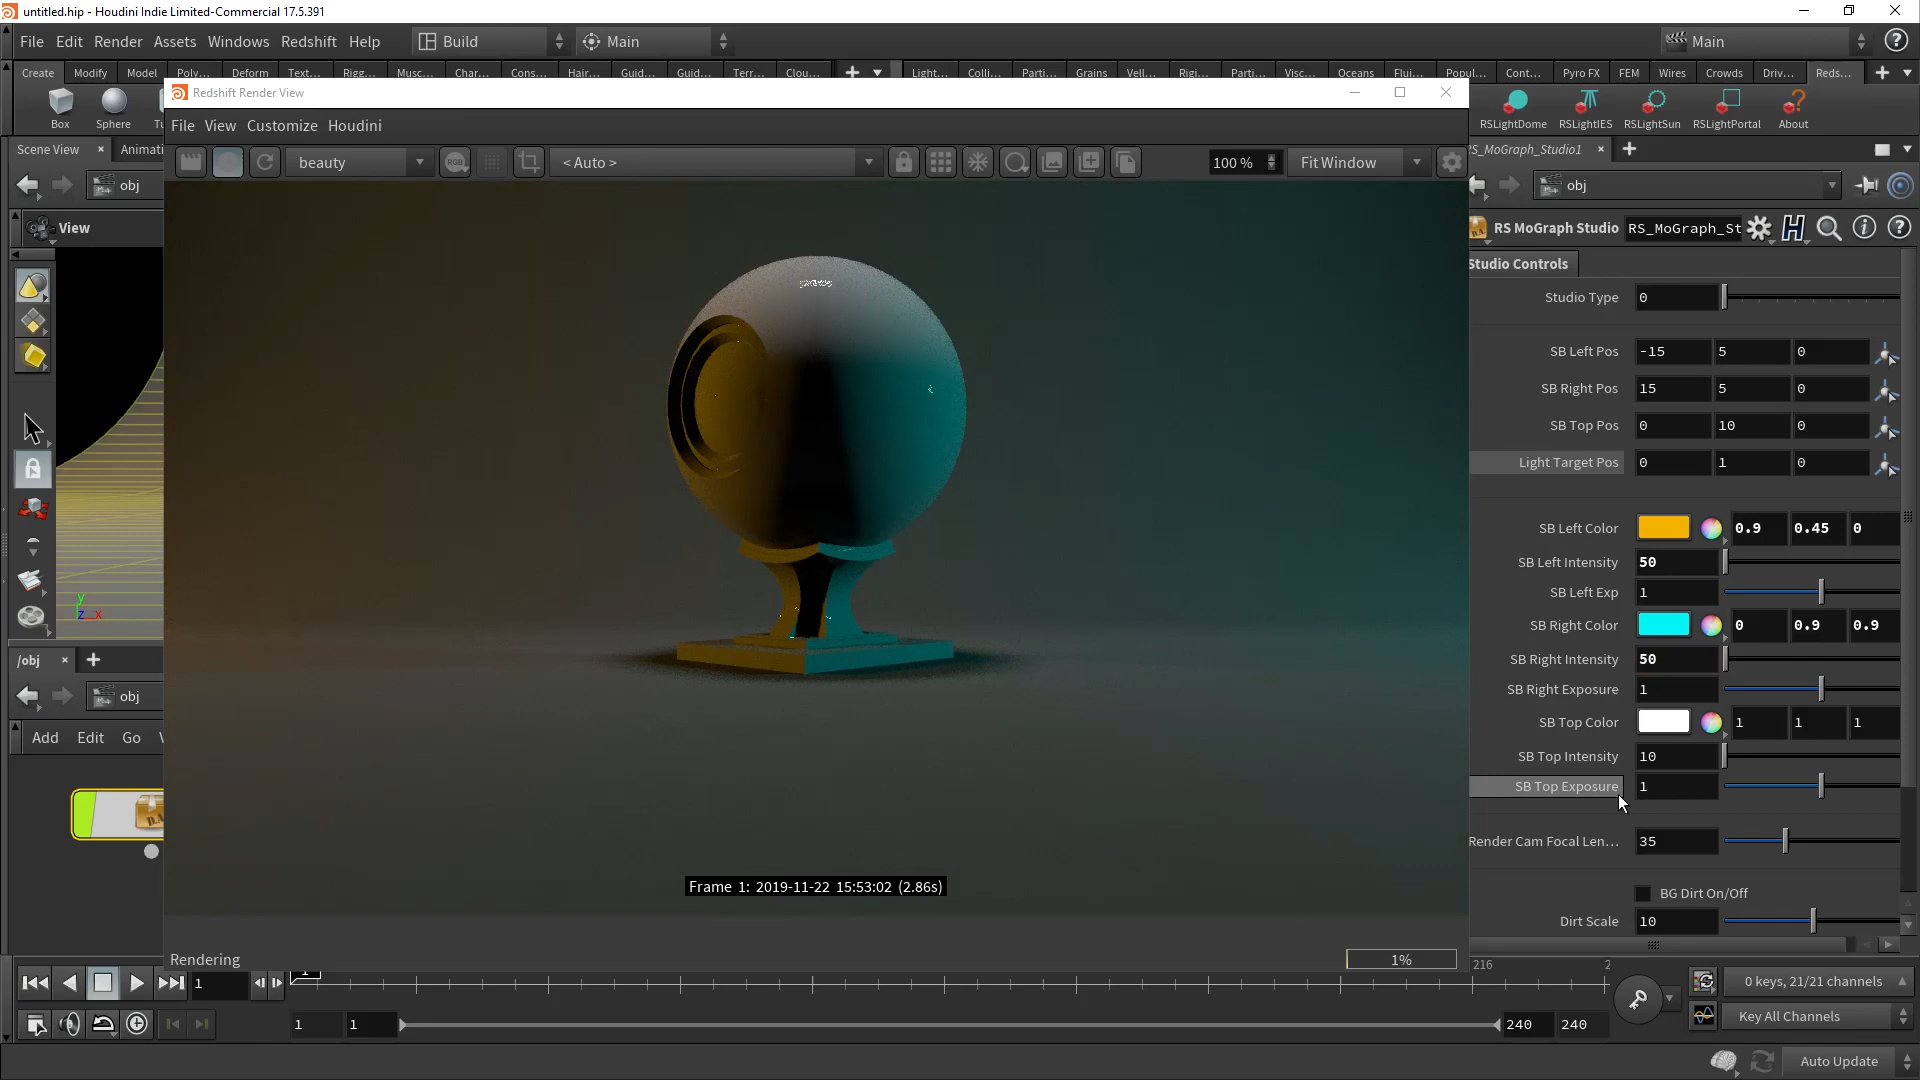 untitled.hip - Houdini Indie Limited-Commercial 17.5.391
File Edit Render Assets Windows Redshift Help
Build
Main
Main
Create Modify Model Poly... Deform Text... Rigg... Musc... Char... Cons... Hair... Guid... Guid... Terr... Clou...
Light... Colli... Parti... Grains Vell... Rigi... Parti... Visc... Oceans Flui... Popul... Cont... Pyro FX FEM Wires Crowds Driv... Reds...
Box
Sphere
RSLightDome
RSLightIES
RSLightSun
RSLightPortal
About
Redshift Render View
File View Customize Houdini
beauty
RGB
< Auto >
100 %
Fit Window
Scene View
Animati
obj
View
S_MoGraph_Studio1
obj
RS MoGraph Studio
RS_MoGraph_St
Studio Controls
Studio Type 0
SB Left Pos -15 5 0
SB Right Pos 15 5 0
SB Top Pos 0 10 0
Light Target Pos 0 1 0
SB Left Color 0.9 0.45 0
SB Left Intensity 50
SB Left Exp 1
SB Right Color 0 0.9 0.9
SB Right Intensity 50
SB Right Exposure 1
SB Top Color 1 1 1
SB Top Intensity 10
SB Top Exposure 1
Render Cam Focal Len... 35
BG Dirt On/Off
Dirt Scale 10
y
z x
/obj
obj
Add Edit Go
Frame 1: 2019-11-22 15:53:02 (2.86s)
Rendering
1%
1
216
2
0 keys, 21/21 channels
1
1
240
240
Key All Channels
Auto Update